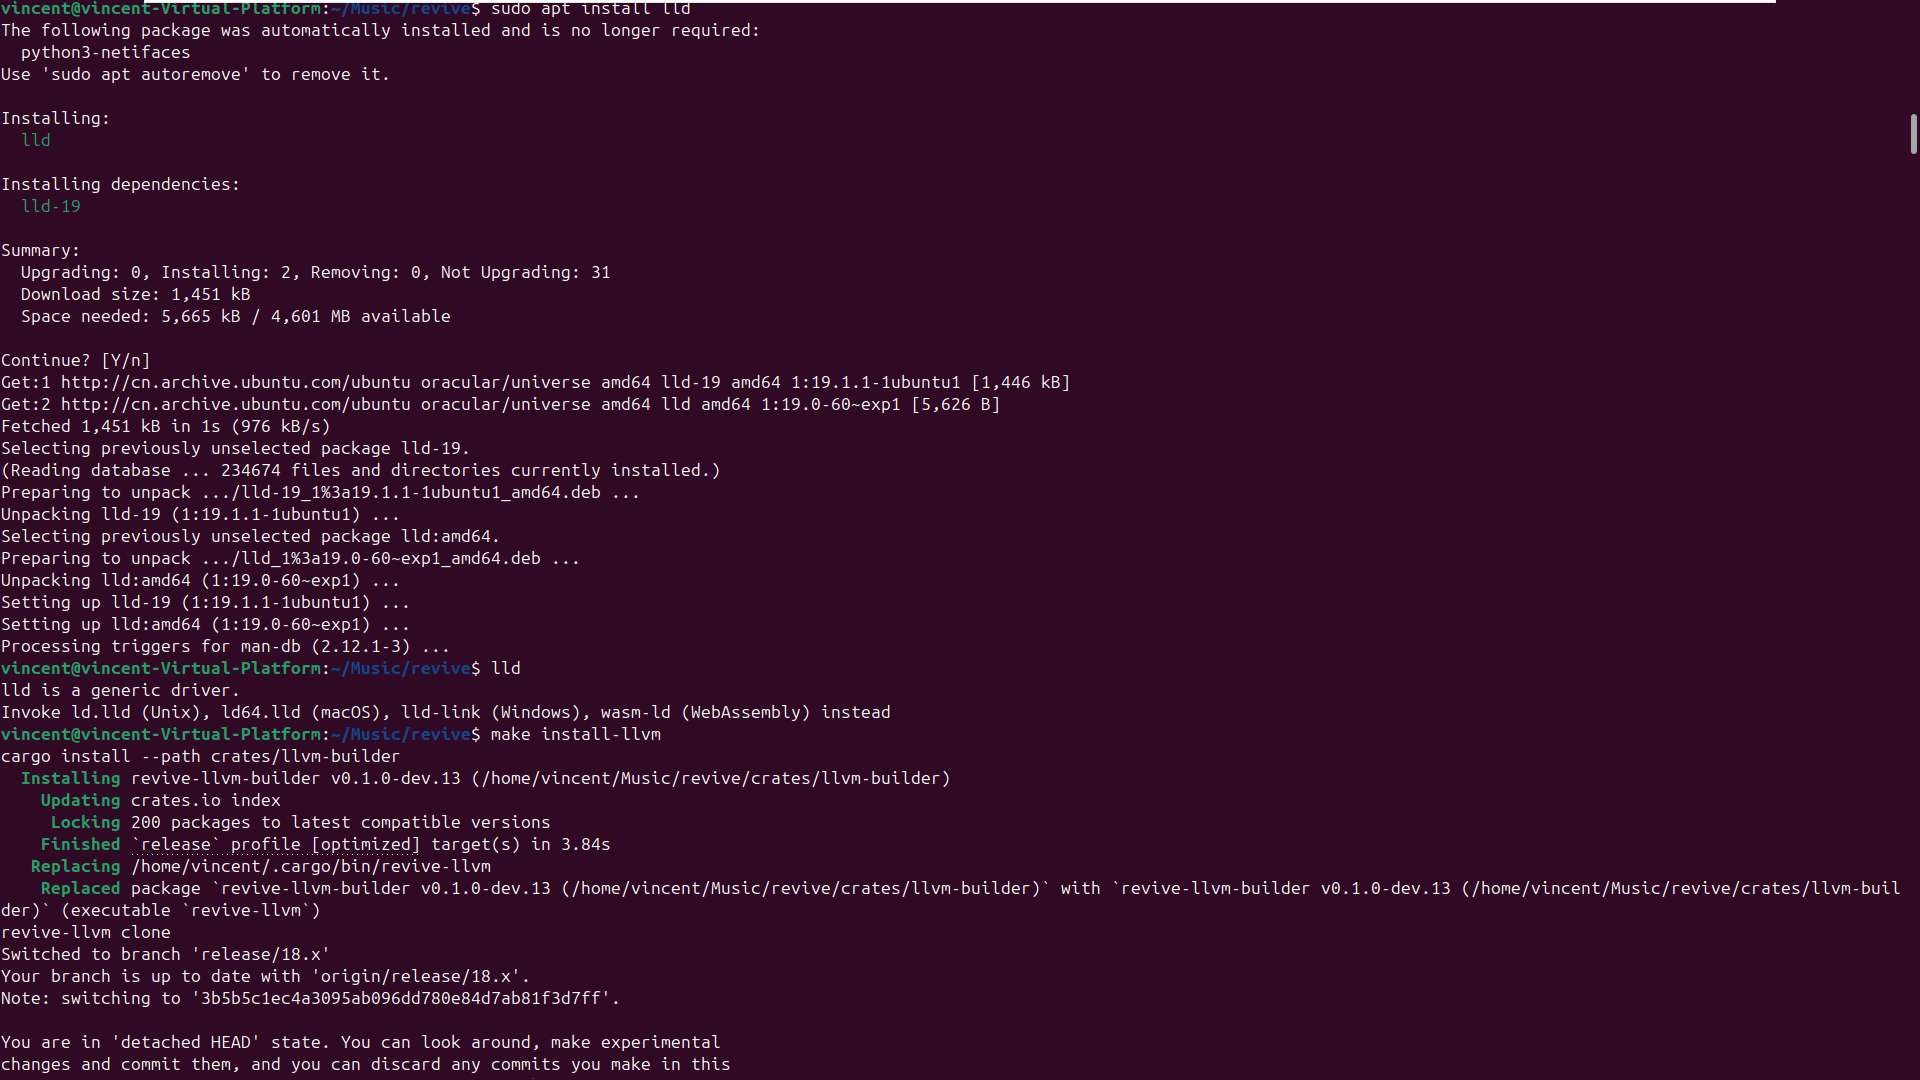 vincent@vincent-Virtual-Platform:~/Music/revive$ sudo apt install lld
The following package was automatically installed and is no longer required:
  python3-netifaces
Use 'sudo apt autoremove' to remove it.

Installing:
  lld

Installing dependencies:
  lld-19

Summary:
  Upgrading: 0, Installing: 2, Removing: 0, Not Upgrading: 31
  Download size: 1,451 kB
  Space needed: 5,665 kB / 4,601 MB available

Continue? [Y/n]
Get:1 http://cn.archive.ubuntu.com/ubuntu oracular/universe amd64 lld-19 amd64 1:19.1.1-1ubuntu1 [1,446 kB]
Get:2 http://cn.archive.ubuntu.com/ubuntu oracular/universe amd64 lld amd64 1:19.0-60~exp1 [5,626 B]
Fetched 1,451 kB in 1s (976 kB/s)
Selecting previously unselected package lld-19.
(Reading database ... 234674 files and directories currently installed.)
Preparing to unpack .../lld-19_1%3a19.1.1-1ubuntu1_amd64.deb ...
Unpacking lld-19 (1:19.1.1-1ubuntu1) ...
Selecting previously unselected package lld:amd64.
Preparing to unpack .../lld_1%3a19.0-60~exp1_amd64.deb ...
Unpacking lld:amd64 (1:19.0-60~exp1) ...
Setting up lld-19 (1:19.1.1-1ubuntu1) ...
Setting up lld:amd64 (1:19.0-60~exp1) ...
Processing triggers for man-db (2.12.1-3) ...
vincent@vincent-Virtual-Platform:~/Music/revive$ lld
lld is a generic driver.
Invoke ld.lld (Unix), ld64.lld (macOS), lld-link (Windows), wasm-ld (WebAssembly) instead
vincent@vincent-Virtual-Platform:~/Music/revive$ make install-llvm
cargo install --path crates/llvm-builder
  Installing revive-llvm-builder v0.1.0-dev.13 (/home/vincent/Music/revive/crates/llvm-builder)
    Updating crates.io index
     Locking 200 packages to latest compatible versions
    Finished `release` profile [optimized] target(s) in 3.84s
   Replacing /home/vincent/.cargo/bin/revive-llvm
    Replaced package `revive-llvm-builder v0.1.0-dev.13 (/home/vincent/Music/revive/crates/llvm-builder)` with `revive-llvm-builder v0.1.0-dev.13 (/home/vincent/Music/revive/crates/llvm-buil
der)` (executable `revive-llvm`)
revive-llvm clone
Switched to branch 'release/18.x'
Your branch is up to date with 'origin/release/18.x'.
Note: switching to '3b5b5c1ec4a3095ab096dd780e84d7ab81f3d7ff'.

You are in 'detached HEAD' state. You can look around, make experimental
changes and commit them, and you can discard any commits you make in this